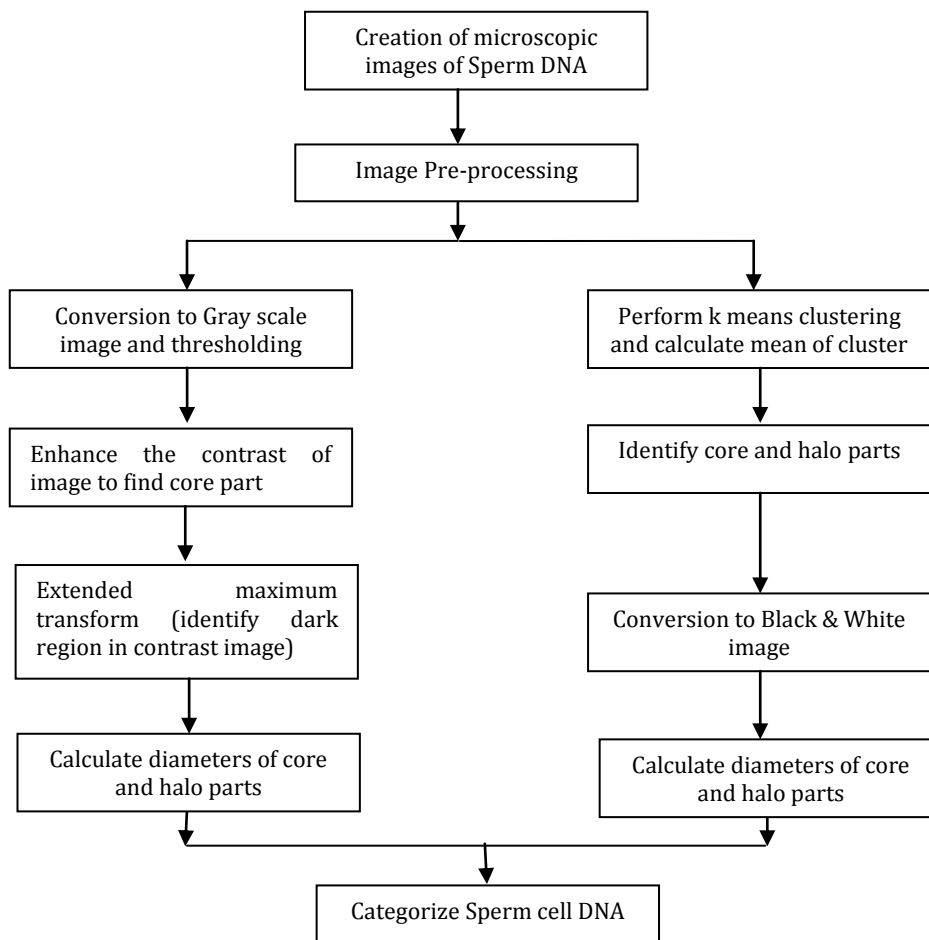 Creation of microscopic
images of Sperm DNA
Image Pre-processing
Conversion to Gray scale
image and thresholding
Enhance the contrast of
image to find core part
Extended maximum
transform (identify dark
region in contrast image)
Calculate diameters of core
and halo parts
Perform k means clustering
and calculate mean of cluster
Identify core and halo parts
Conversion to Black & White
image
Calculate diameters of core
and halo parts
Categorize Sperm cell DNA